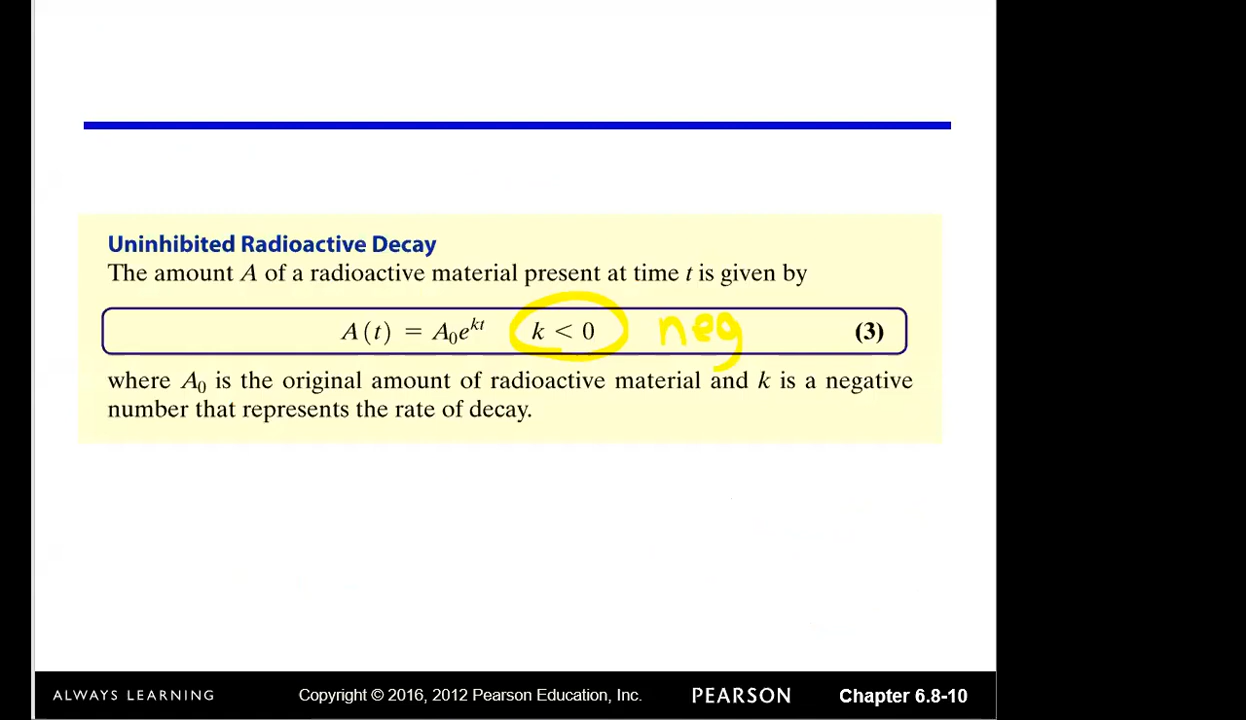 Uninhibited Radioactive Decay
The amount A of a radioactive material present at time t is given by
A(t) = A₀eᵏᵗ k < 0 neg (3)
where A₀ is the original amount of radioactive material and k is a negative
number that represents the rate of decay.
ALWAYS LEARNING Copyright © 2016, 2012 Pearson Education, Inc. PEARSON Chapter 6.8-10